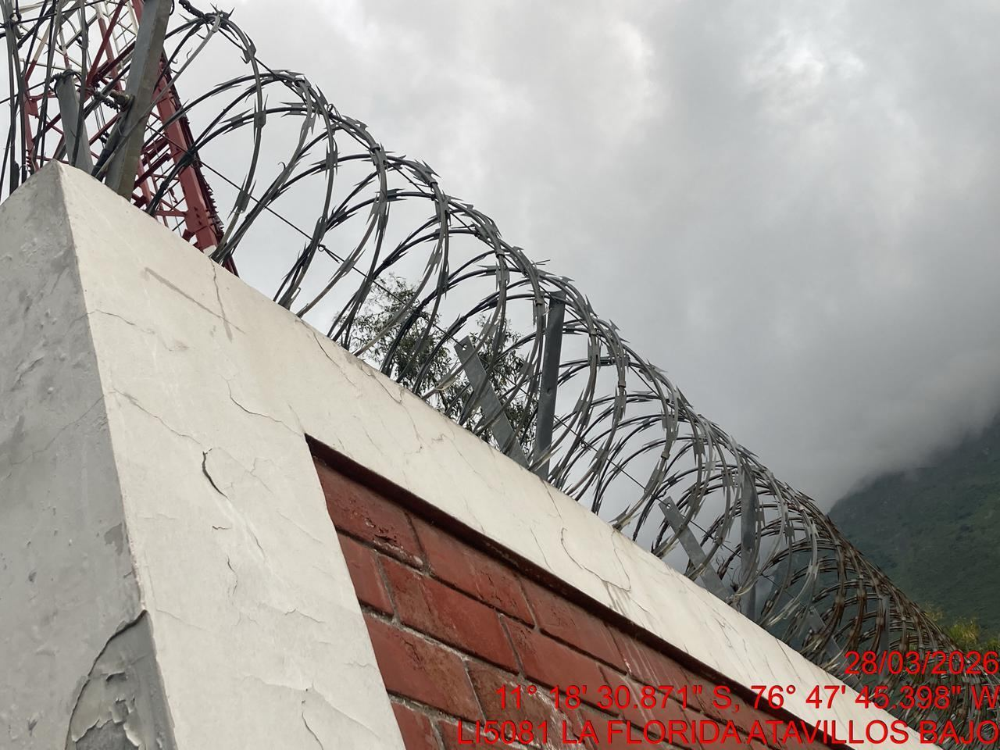 28/03/2026
11° 18' 30.871" S, 76° 47' 45.398" W
LI5081 LA FLORIDA ATAVILLOS BAJO